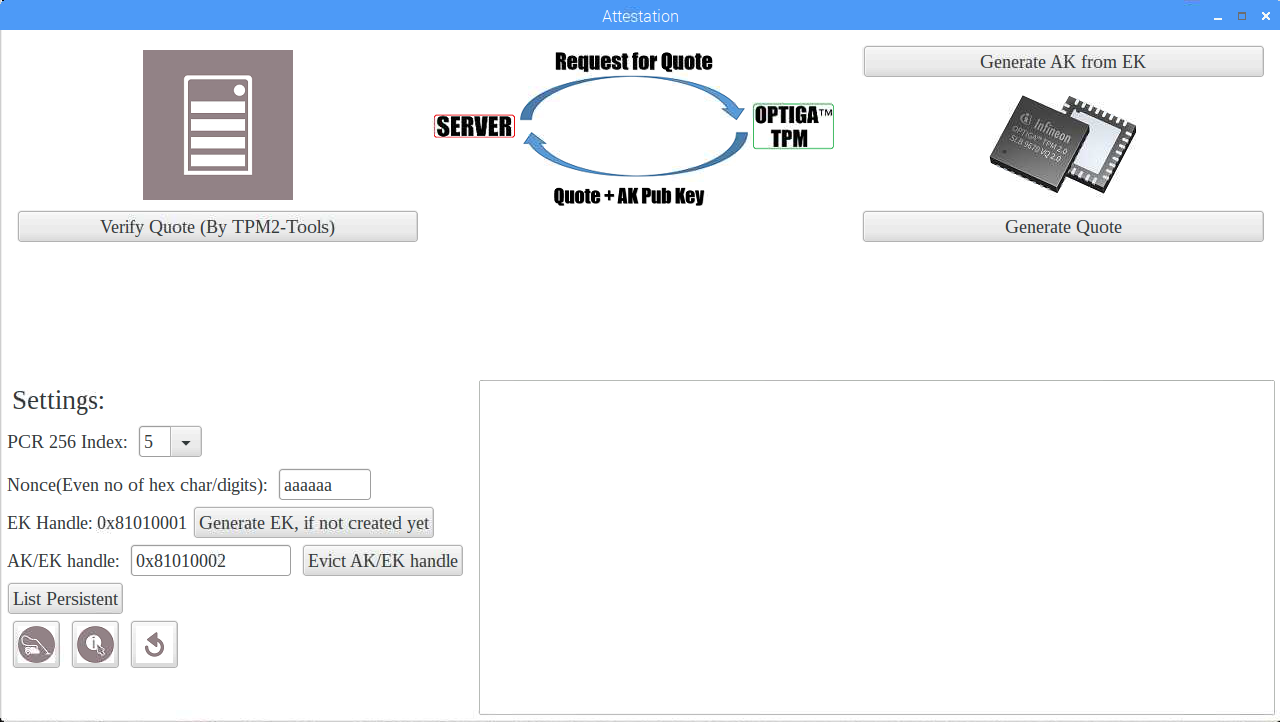 Attestation
Request for Quote
SERVER
OPTIGA™
TPM
Quote + AK Pub Key
Generate AK from EK
infineon
OPTIGA™ TPM 2.0
SLB 9670 VQ 2.0
Verify Quote (By TPM2-Tools)
Generate Quote
Settings:
PCR 256 Index: 5
Nonce(Even no of hex char/digits): aaaaaa
EK Handle: 0x81010001 Generate EK, if not created yet
AK/EK handle: 0x81010002 Evict AK/EK handle
List Persistent
i